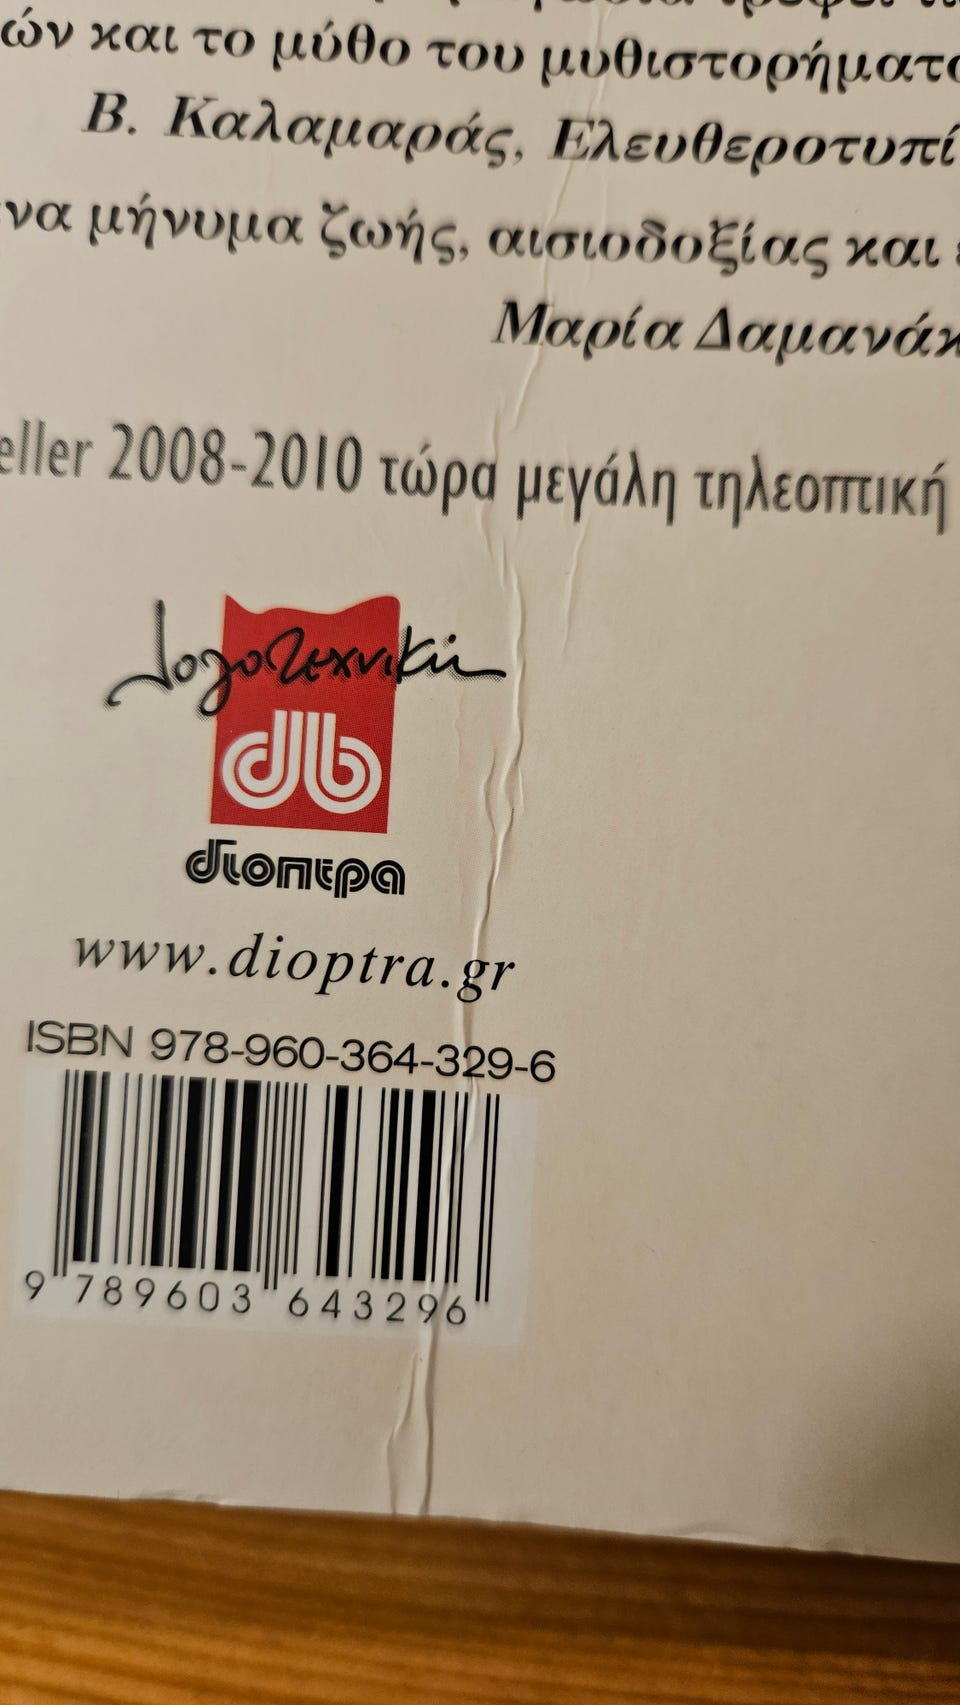 ών και το μύθο του μυθιστορήματο
Β. Καλαμαράς, Ελευθεροτυπί
να μήνυμα ζωής, αισιοδοξίας και
Μαρία Δαμανάκ
eller 2008-2010 τώρα μεγάλη τηλεοπτική
Λογοτεχνική
db
διοπτρα
www.dioptra.gr
ISBN 978-960-364-329-6
9 789603 643296